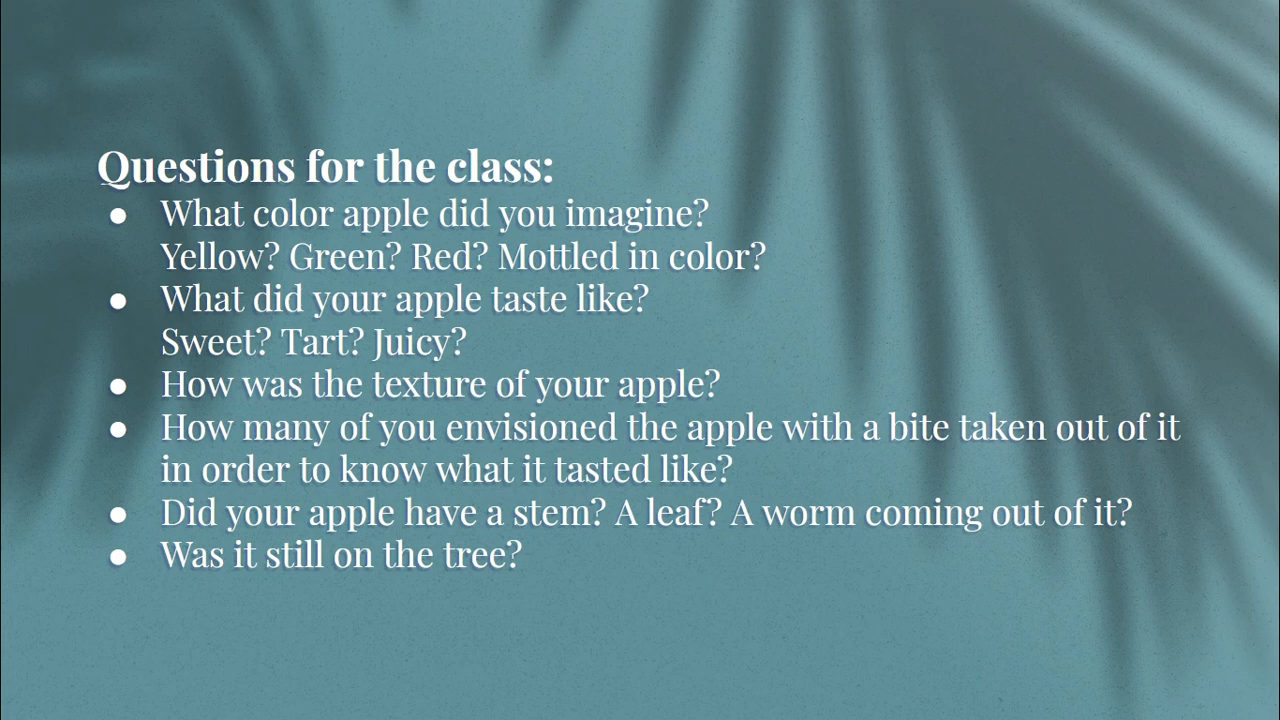 Questions for the class:
● What color apple did you imagine?
Yellow? Green? Red? Mottled in color?
● What did your apple taste like?
Sweet? Tart? Juicy?
● How was the texture of your apple?
● How many of you envisioned the apple with a bite taken out of it
in order to know what it tasted like?
● Did your apple have a stem? A leaf? A worm coming out of it?
● Was it still on the tree?